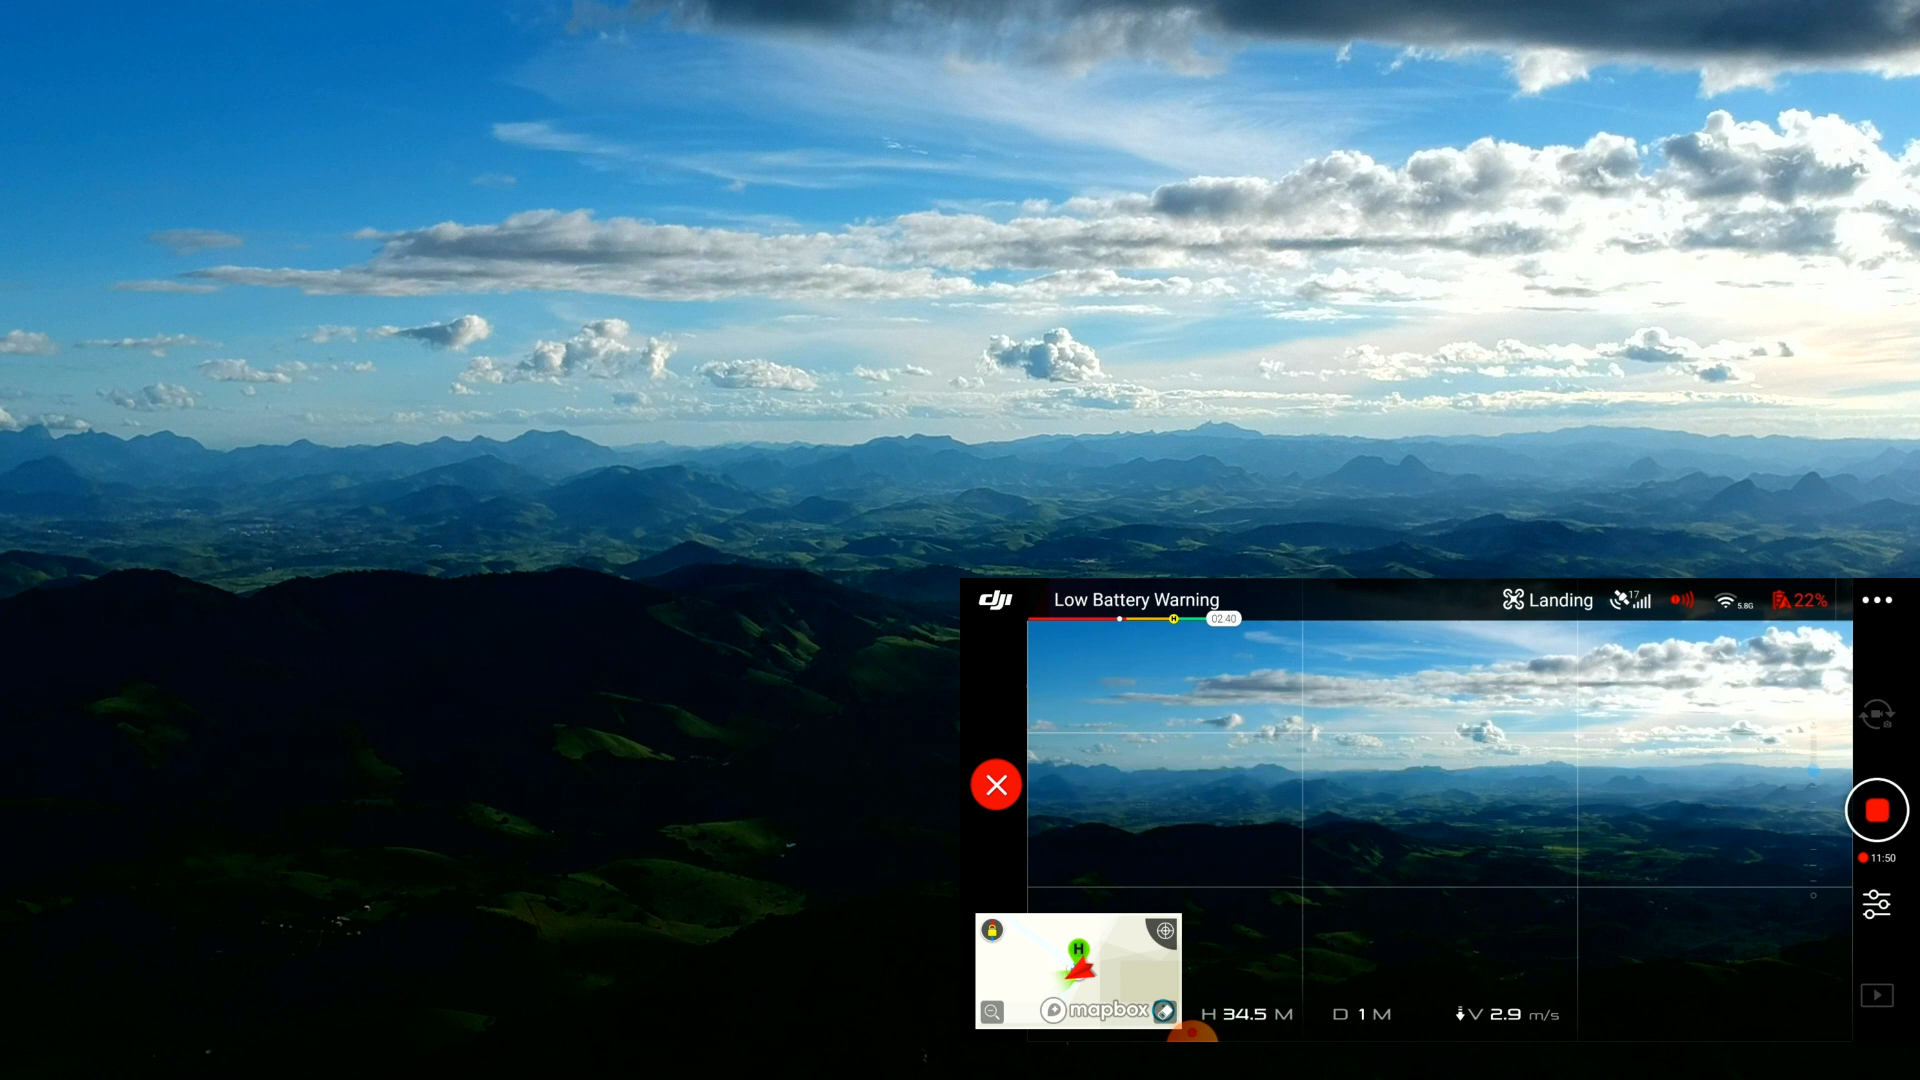 dji Low Battery Warning Landing 17 5.8G 22%
H 02:40
11:50
H
mapbox H 34.5 M D 1 M V 2.9 m/s